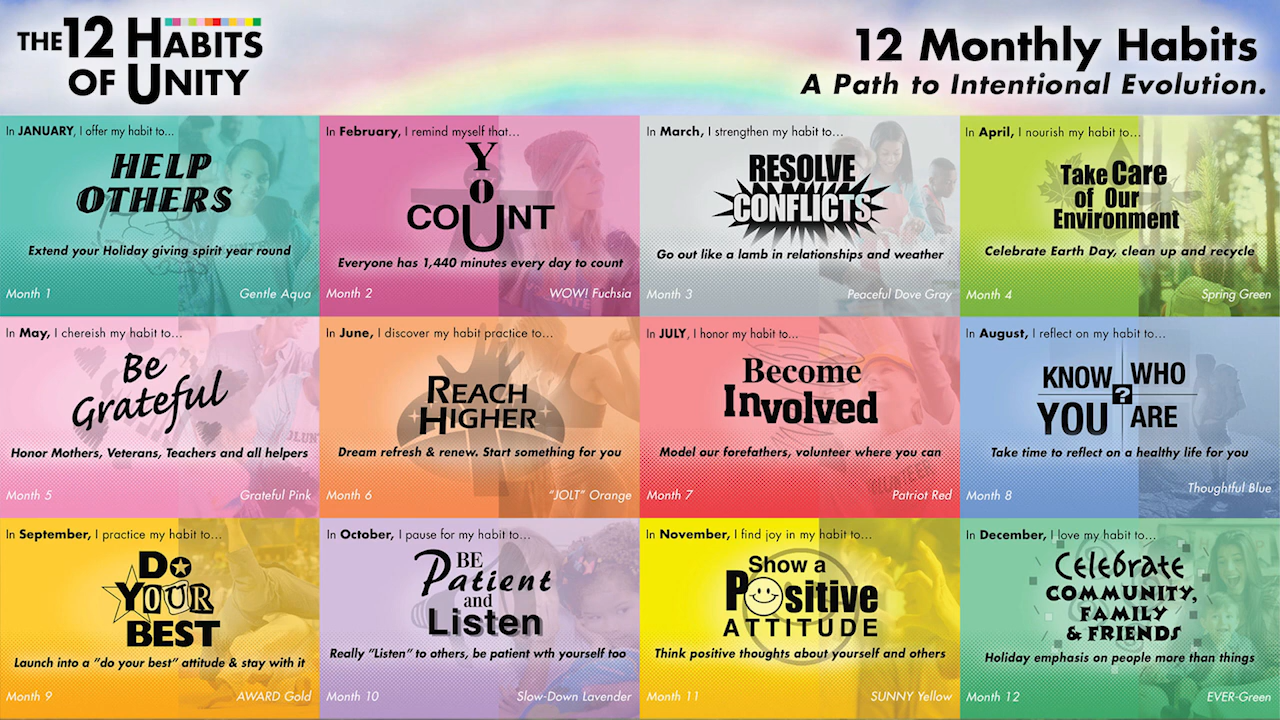 THE 12 HABITS
OF UNITY
12 Monthly Habits
A Path to Intentional Evolution.
In JANUARY, I offer my habit to...
HELP
OTHERS
Extend your Holiday giving spirit year round
Month 1
Gentle Aqua
In February, I remind myself that...
YOU
COUNT
Everyone has 1,440 minutes every day to count
Month 2
WOW! Fuchsia
In March, I strengthen my habit to...
RESOLVE
CONFLICTS
Go out like a lamb in relationships and weather
Month 3
Peaceful Dove Gray
In April, I nourish my habit to...
Take Care
of Our
Environment
Celebrate Earth Day, clean up and recycle
Month 4
Spring Green
In May, I chereish my habit to...
Be
Grateful
Honor Mothers, Veterans, Teachers and all helpers
Month 5
Grateful Pink
In June, I discover my habit practice to...
REACH
HIGHER
Dream refresh & renew. Start something for you
Month 6
"JOLT" Orange
In JULY, I honor my habit to...
Become
Involved
Model our forefathers, volunteer where you can
VOLUNTEER
Month 7
Patriot Red
In August, I reflect on my habit to...
KNOW WHO
?
YOU ARE
Take time to reflect on a healthy life for you
Month 8
Thoughtful Blue
In September, I practice my habit to...
DO
YOUR
BEST
Launch into a "do your best" attitude & stay with it
Month 9
AWARD Gold
In October, I pause for my habit to...
BE
Patient
and
Listen
Really "Listen" to others, be patient wth yourself too
Month 10
Slow-Down Lavender
In November, I find joy in my habit to...
Show a
Positive
ATTITUDE
Think positive thoughts about yourself and others
Month 11
SUNNY Yellow
In December, I love my habit to...
Celebrate
COMMUNITY,
FAMILY
& FRIENDS
Holiday emphasis on people more than things
Month 12
EVER-Green